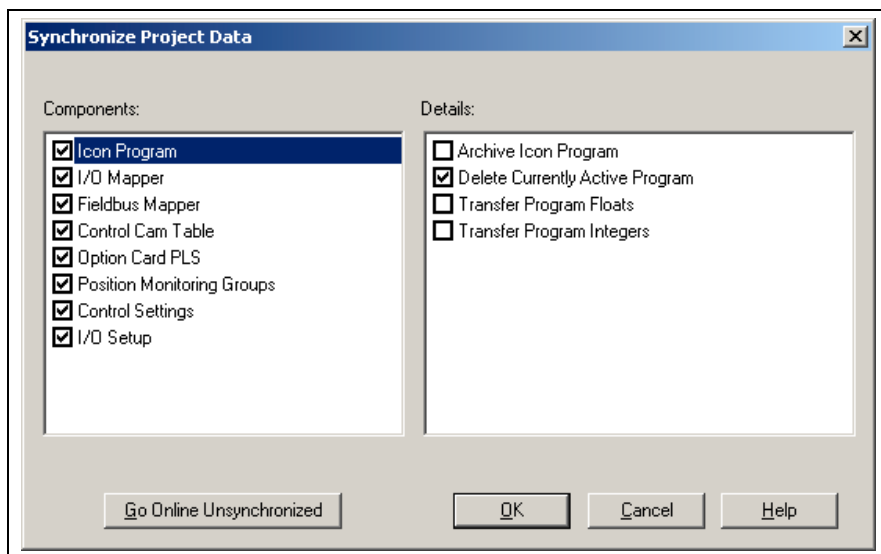 Synchronize Project Data
Components:
Details:
Icon Program
I/O Mapper
Fieldbus Mapper
Control Cam Table
Option Card PLS
Position Monitoring Groups
Control Settings
I/O Setup
Archive Icon Program
Delete Currently Active Program
Transfer Program Floats
Transfer Program Integers
Go Online Unsynchronized
OK
Cancel
Help